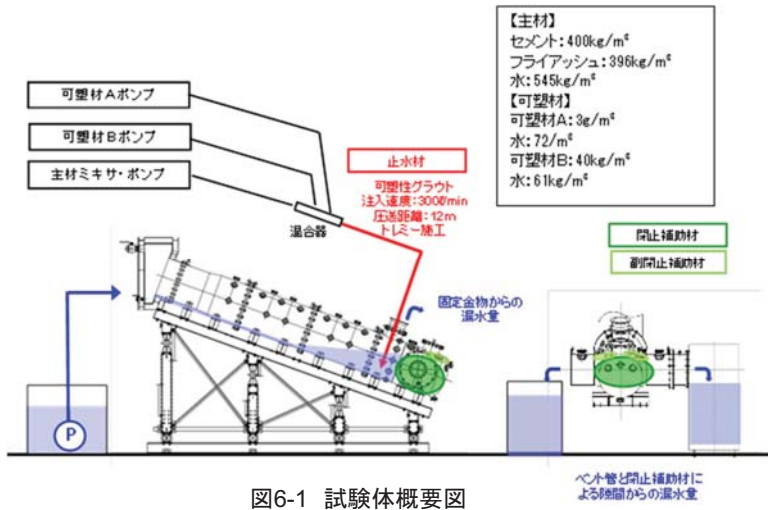 【主材】
セメント:400kg/m³
フライアッシュ:396kg/m³
水:545kg/m³
【可塑材】
可塑材A:3g/m³
水:72/m³
可塑材B:40kg/m³
水:61kg/m³
可塑材Aポンプ
可塑材Bポンプ
主材ミキサ・ポンプ
混合器
止水材
可塑性グラウト
注入速度:300ℓ/min
圧送距離:12m
トレミー施工
閉止補助材
副閉止補助材
固定金物からの
漏水量
P
ベント管と閉止補助材に
よる隙間からの漏水量
図6-1 試験体概要図